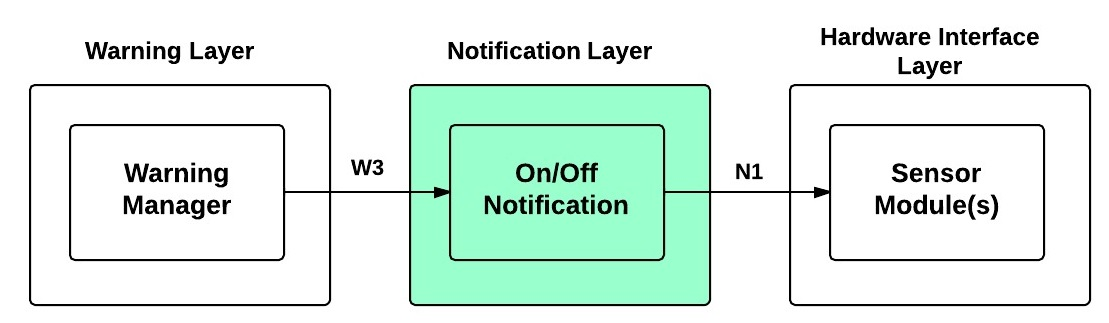 Warning Layer
Notification Layer
Hardware Interface
Layer
Warning
Manager
W3
On/Off
Notification
N1
Sensor
Module(s)